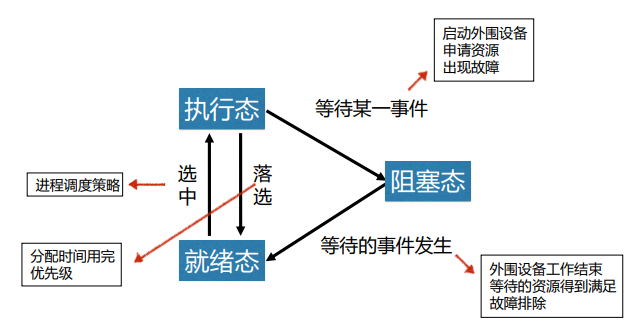 启动外围设备
申请资源
出现故障
执行态
等待某一事件
选中
落选
进程调度策略
阻塞态
分配时间用完
优先级
就绪态
等待的事件发生
外围设备工作结束
等待的资源得到满足
故障排除